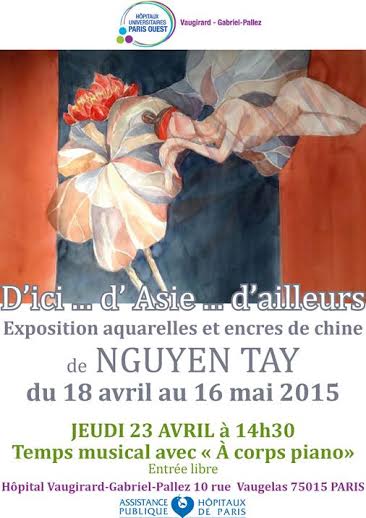 HÔPITAUX
UNIVERSITAIRES
PARIS OUEST
Vaugirard - Gabriel-Pallez
D'ici ... d' Asie ... d'ailleurs
Exposition aquarelles et encres de chine
de NGUYEN TAY
du 18 avril au 16 mai 2015
JEUDI 23 AVRIL à 14h30
Temps musical avec « À corps piano»
Entrée libre
Hôpital Vaugirard-Gabriel-Pallez 10 rue Vaugelas 75015 PARIS
ASSISTANCE PUBLIQUE HÔPITAUX DE PARIS